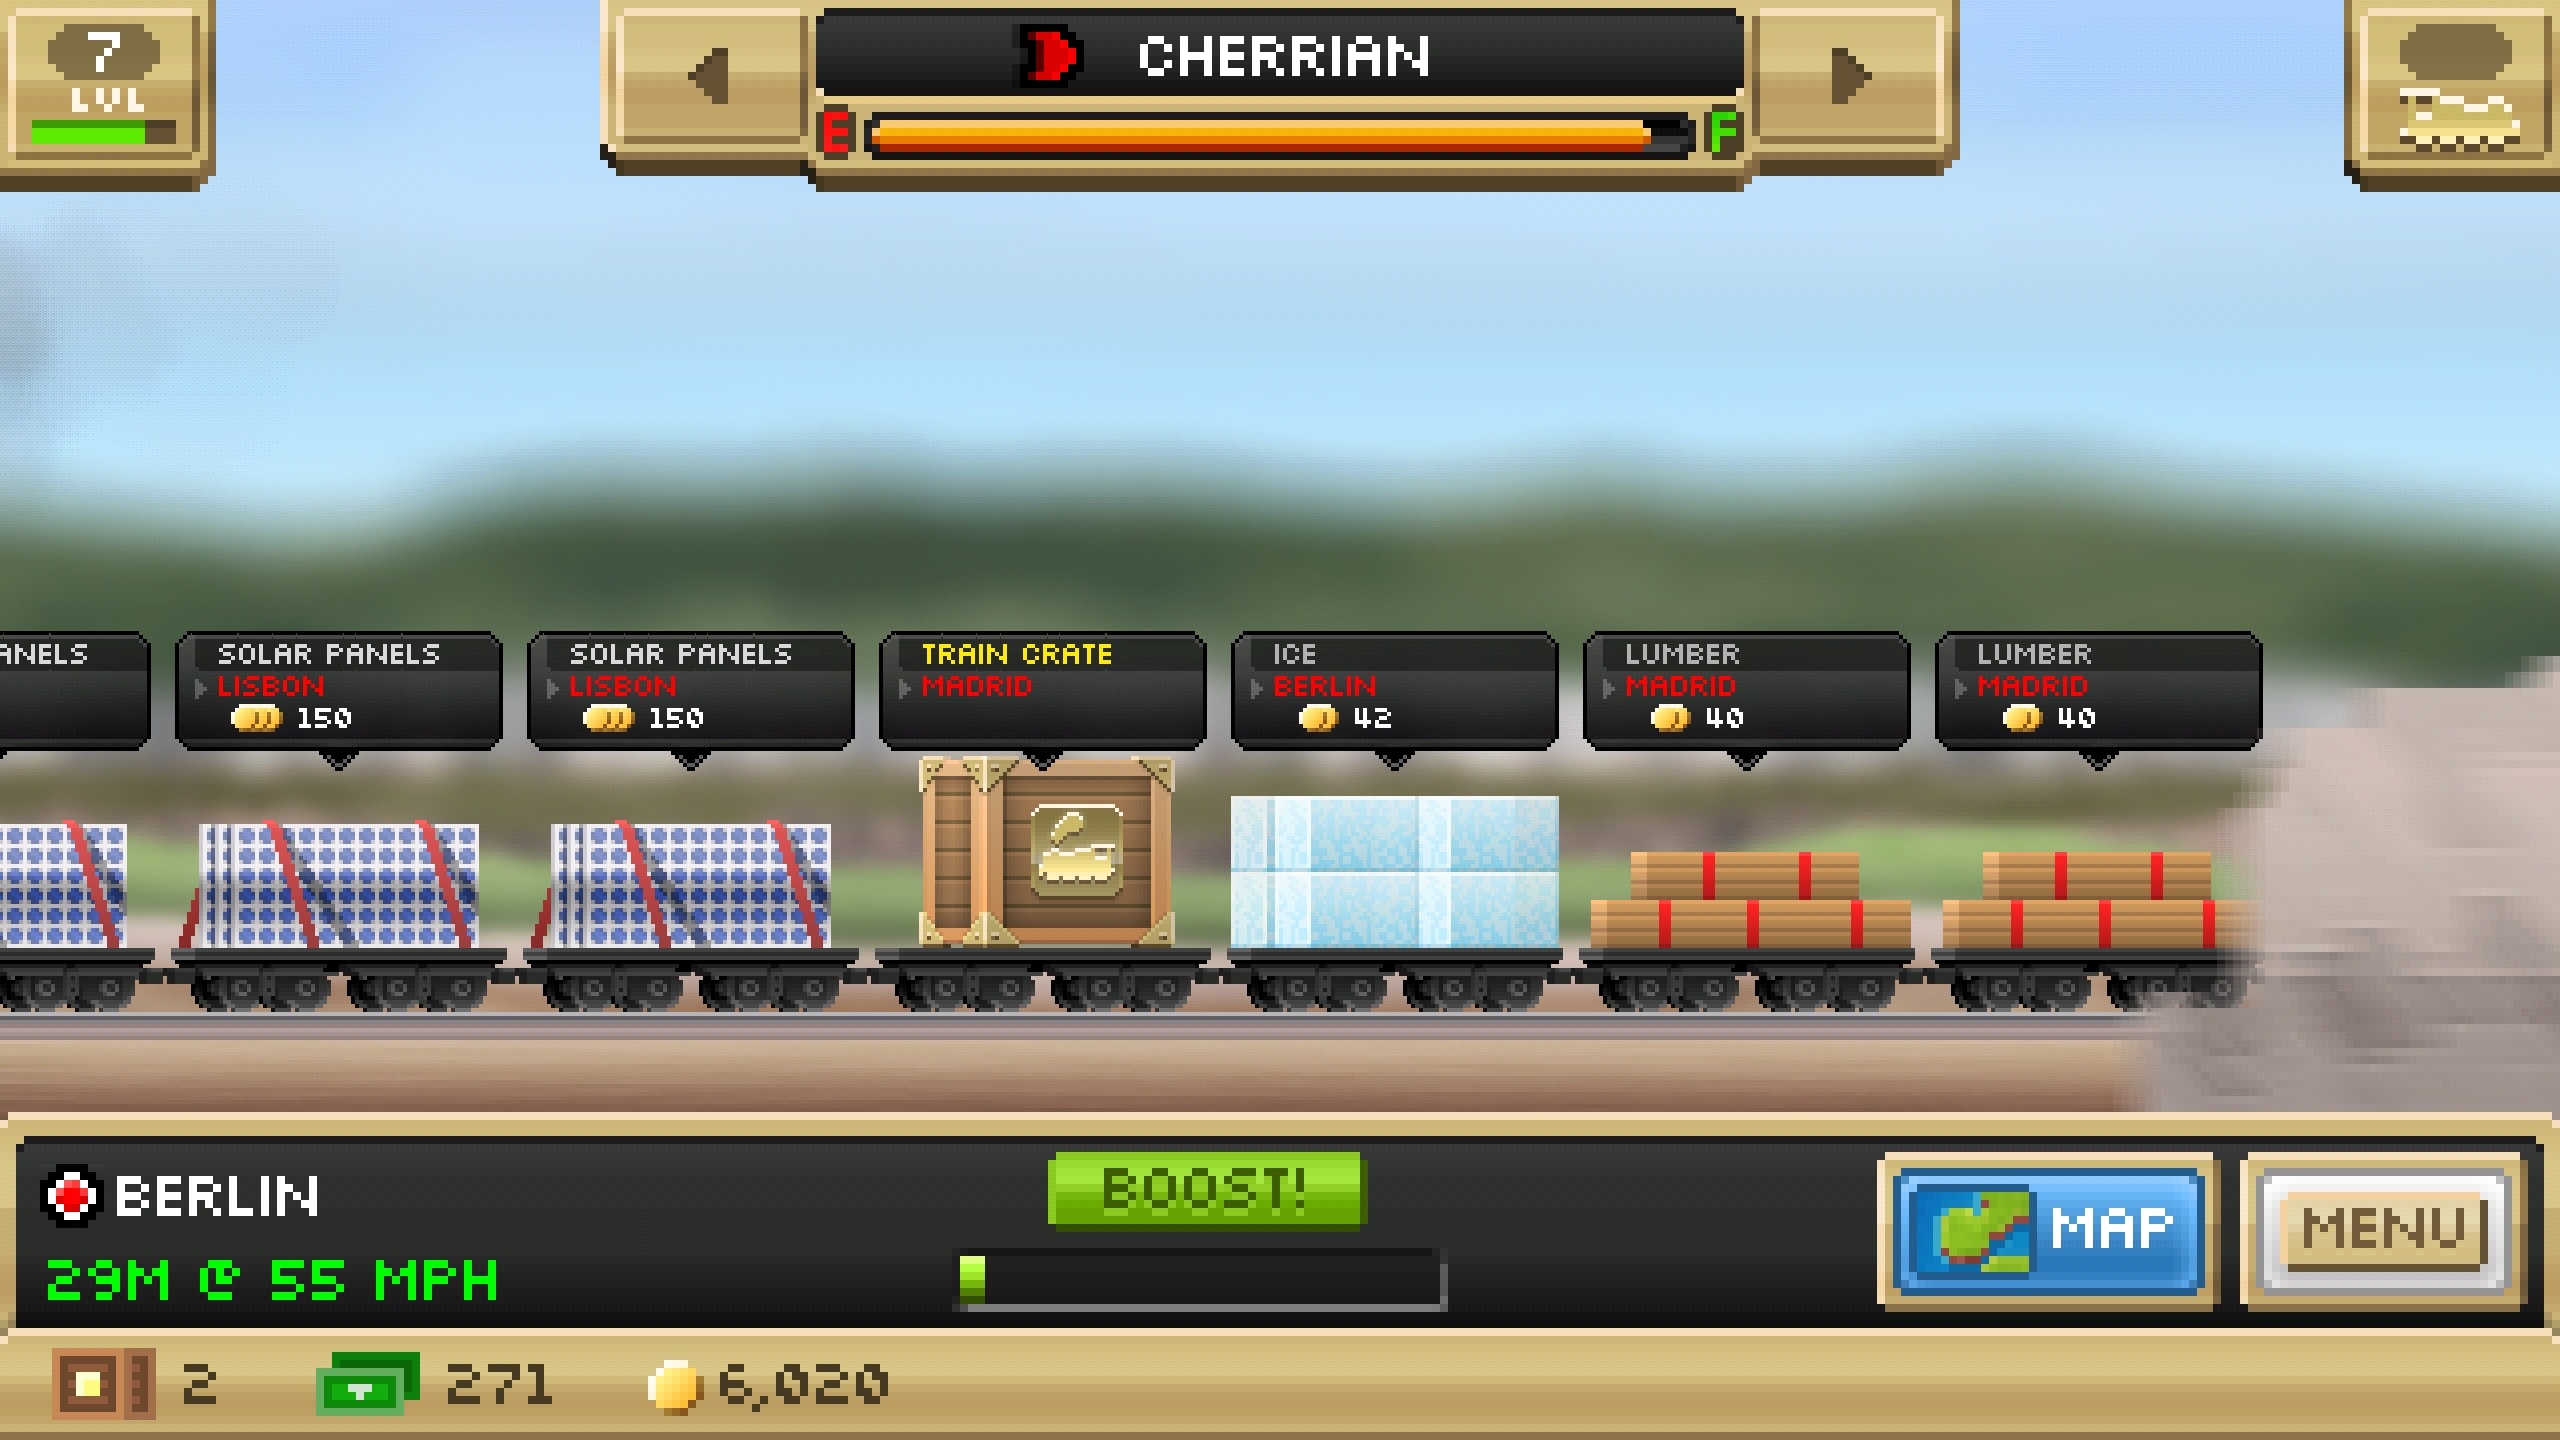 7
LVL
CHERRIAN
E F
ANELS
SOLAR PANELS
LISBON
150
SOLAR PANELS
LISBON
150
TRAIN CRATE
MADRID
ICE
BERLIN
42
LUMBER
MADRID
40
LUMBER
MADRID
40
BERLIN
29M @ 55 MPH
BOOST!
MAP
MENU
2
271
6,020